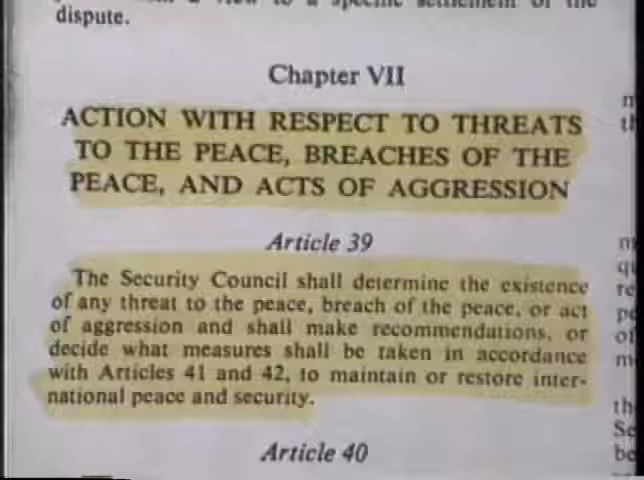 dispute.
Chapter VII
ACTION WITH RESPECT TO THREATS
TO THE PEACE, BREACHES OF THE
PEACE, AND ACTS OF AGGRESSION
Article 39
The Security Council shall determine the existence
of any threat to the peace, breach of the peace, or act
of aggression and shall make recommendations, or
decide what measures shall be taken in accordance
with Articles 41 and 42, to maintain or restore inter-
national peace and security.
Article 40